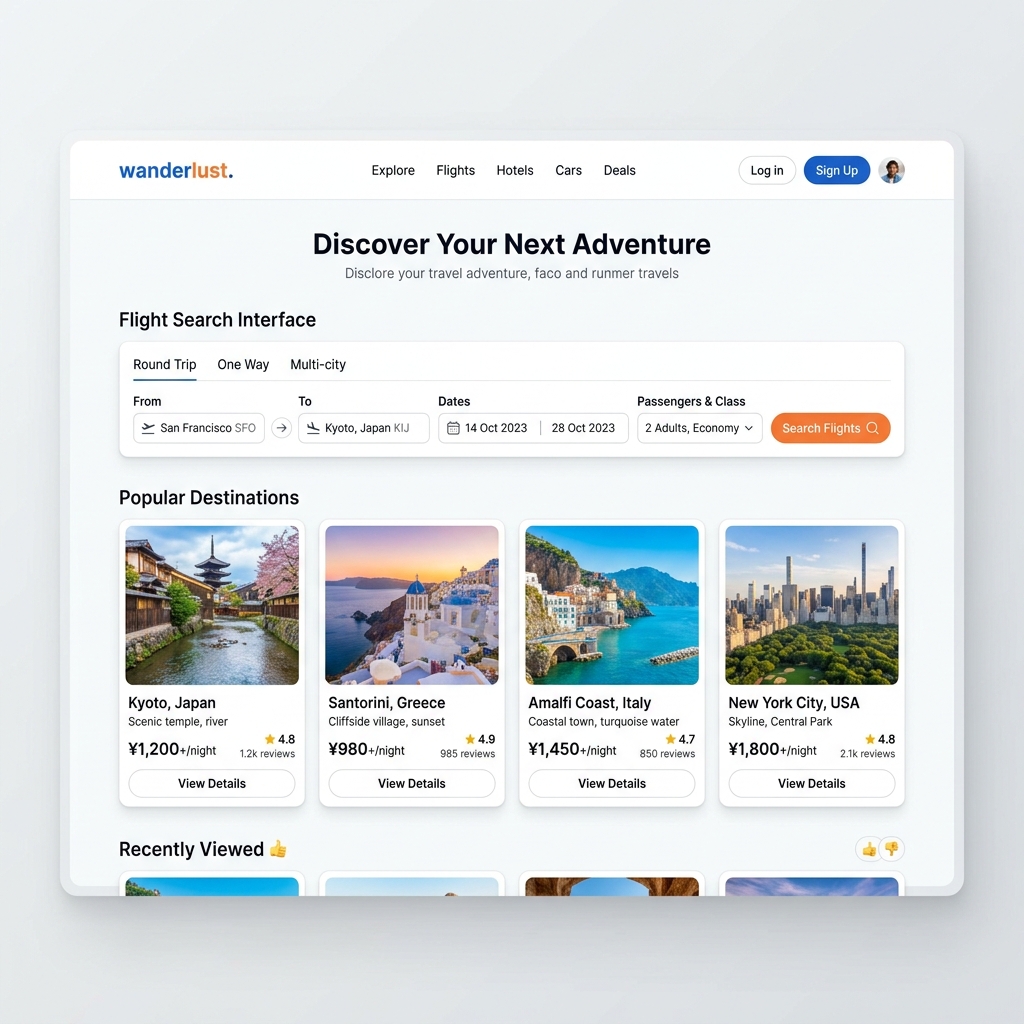 wanderlust.
Explore Flights Hotels Cars Deals
Log in Sign Up
Discover Your Next Adventure
Disclore your travel adventure, faco and runmer travels
Flight Search Interface
Round Trip One Way Multi-city
From To Dates Passengers & Class
San Francisco SFO Kyoto, Japan KIJ 14 Oct 2023 28 Oct 2023 2 Adults, Economy Search Flights
Popular Destinations
Kyoto, Japan
Scenic temple, river
¥1,200+/night
4.8
1.2k reviews
View Details
Santorini, Greece
Cliffside village, sunset
¥980+/night
4.9
985 reviews
View Details
Amalfi Coast, Italy
Coastal town, turquoise water
¥1,450+/night
4.7
850 reviews
View Details
New York City, USA
Skyline, Central Park
¥1,800+/night
4.8
2.1k reviews
View Details
Recently Viewed 👍